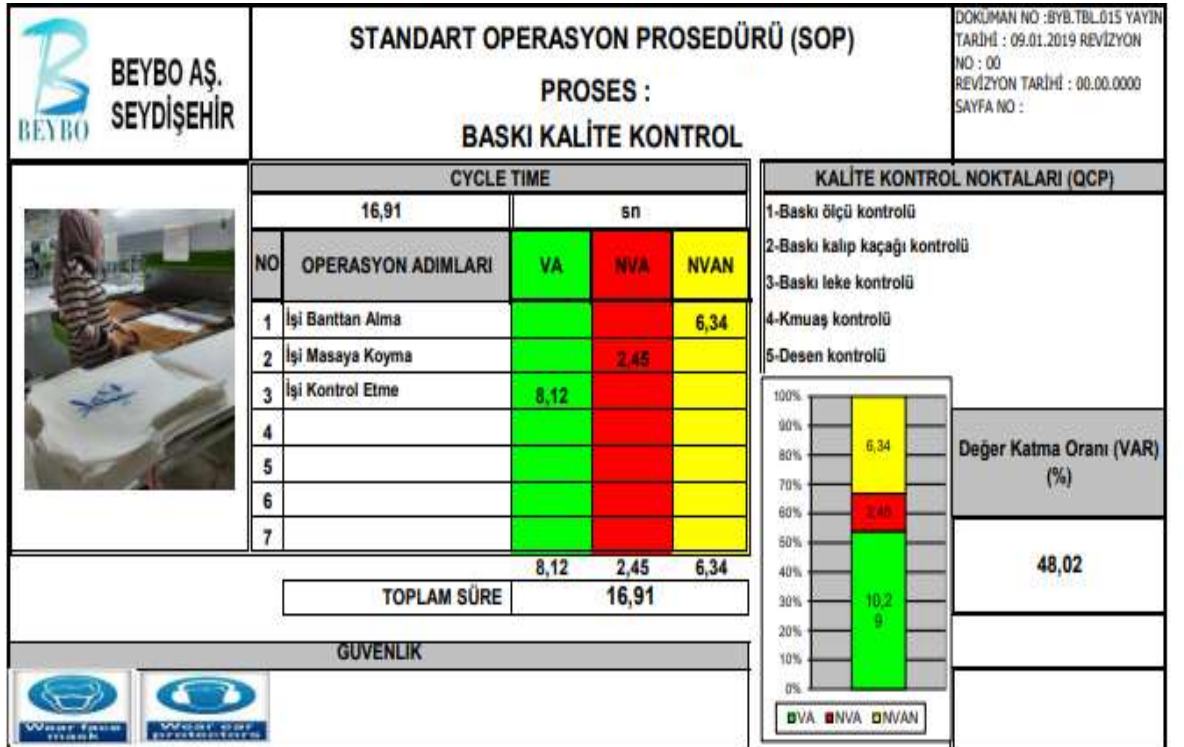 BEYBO
BEYBO AŞ.
SEYDİŞEHİR
STANDART OPERASYON PROSEDÜRÜ (SOP)
PROSES :
BASKI KALİTE KONTROL
DOKÜMAN NO :BYB.TBL.015 YAYIN
TARİHİ : 09.01.2019 REVİZYON
NO : 00
REVİZYON TARİHİ : 00.00.0000
SAYFA NO :
CYCLE TIME
16,91 sn
NO OPERASYON ADIMLARI VA NVA NVAN
1 İşi Banttan Alma 6,34
2 İşi Masaya Koyma 2,45
3 İşi Kontrol Etme 8,12
4
5
6
7
8,12 2,45 6,34
TOPLAM SÜRE 16,91
KALİTE KONTROL NOKTALARI (QCP)
1-Baskı ölçü kontrolü
2-Baskı kalıp kaçağı kontrolü
3-Baskı leke kontrolü
4-Kmuaş kontrolü
5-Desen kontrolü
100%
90%
80%
70%
60%
50%
40%
30%
20%
10%
0%
6,34
2,45
10,2
9
VA NVA NVAN
Değer Katma Oranı (VAR)
(%)
48,02
GÜVENLİK
Wear face
mask
Wear ear
protectors